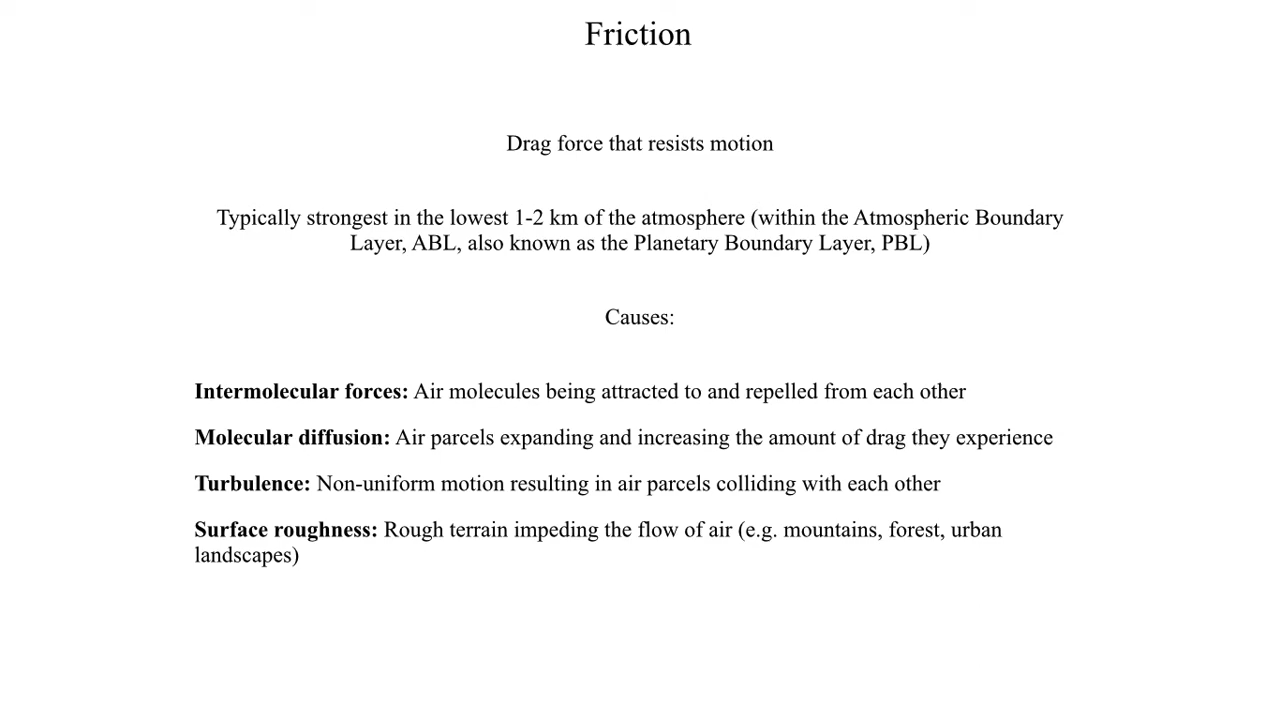 Friction
Drag force that resists motion
Typically strongest in the lowest 1-2 km of the atmosphere (within the Atmospheric Boundary
Layer, ABL, also known as the Planetary Boundary Layer, PBL)
Causes:
Intermolecular forces: Air molecules being attracted to and repelled from each other
Molecular diffusion: Air parcels expanding and increasing the amount of drag they experience
Turbulence: Non-uniform motion resulting in air parcels colliding with each other
Surface roughness: Rough terrain impeding the flow of air (e.g. mountains, forest, urban
landscapes)